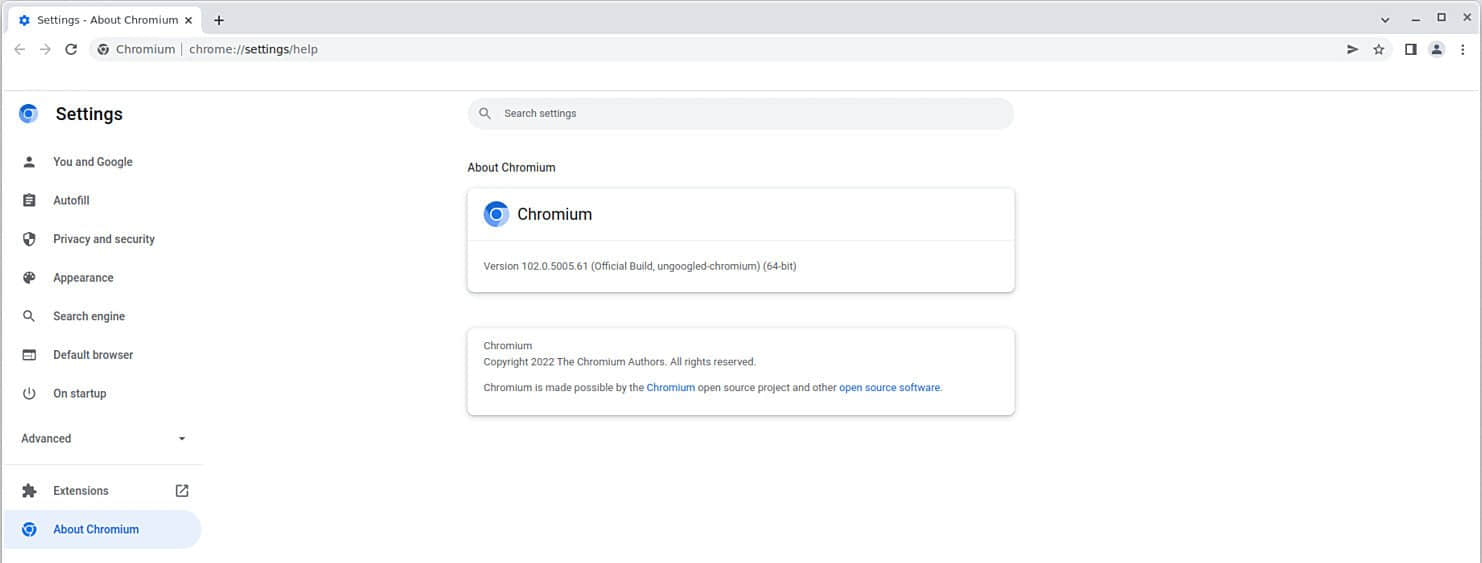 Settings - About Chromium
Chromium | chrome://settings/help
Settings
Search settings
You and Google
Autofill
Privacy and security
Appearance
Search engine
Default browser
On startup
Advanced
Extensions
About Chromium
About Chromium
Chromium
Version 102.0.5005.61 (Official Build, ungoogled-chromium) (64-bit)
Chromium
Copyright 2022 The Chromium Authors. All rights reserved.
Chromium is made possible by the Chromium open source project and other open source software.